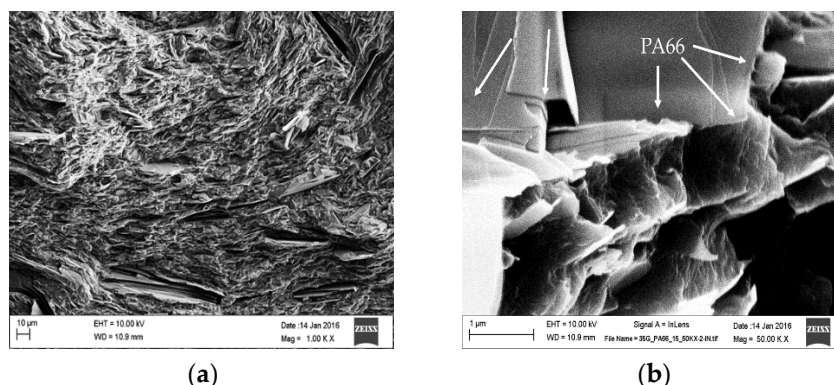 PA66
10 µm
EHT = 10.00 kV
Date :14 Jan 2016
WD = 10.9 mm
Mag = 1.00 K X
ZEISS
1 µm
EHT = 10.00 kV
Signal A = InLens
Date :14 Jan 2016
WD = 10.9 mm
File Name = 3SG_PA66_15_50KX-2-IN.tif
Mag = 50.00 K X
ZEISS
(a)
(b)